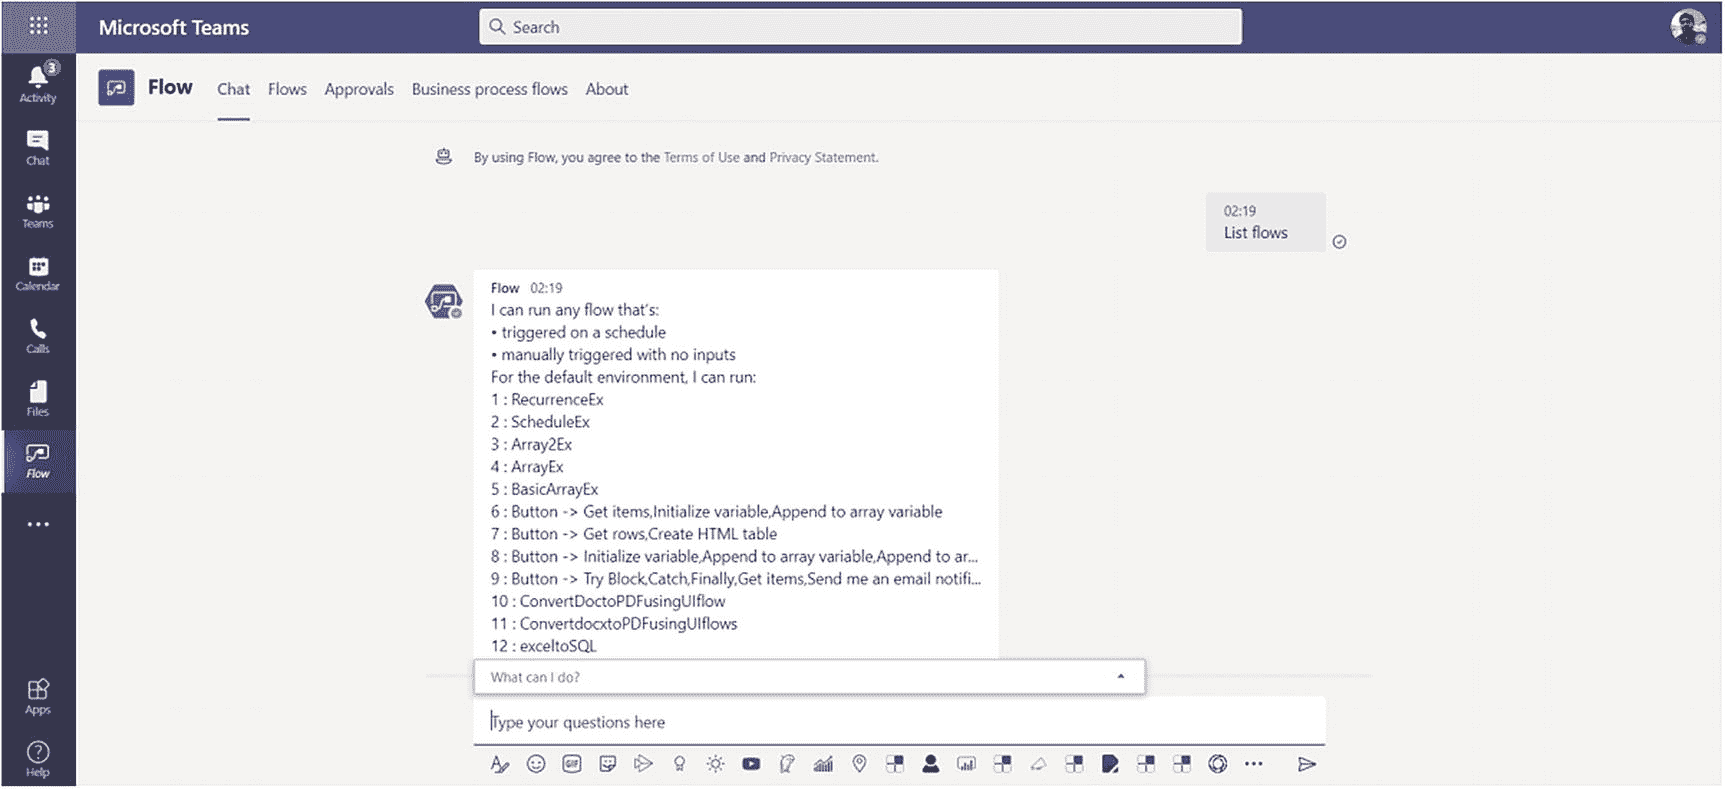 Microsoft Teams
Search
3
Activity
Chat
Teams
Calendar
Calls
Files
Flow
Apps
Help
Flow
Chat
Flows
Approvals
Business process flows
About
By using Flow, you agree to the Terms of Use and Privacy Statement.
02:19
List flows
Flow 02:19
I can run any flow that's:
• triggered on a schedule
• manually triggered with no inputs
For the default environment, I can run:
1 : RecurrenceEx
2 : ScheduleEx
3 : Array2Ex
4 : ArrayEx
5 : BasicArrayEx
6 : Button -> Get items,Initialize variable,Append to array variable
7 : Button -> Get rows,Create HTML table
8 : Button -> Initialize variable,Append to array variable,Append to ar...
9 : Button -> Try Block,Catch,Finally,Get items,Send me an email notifi...
10 : ConvertDoctoPDFusingUIflow
11 : ConvertdocxtoPDFusingUIflows
12 : exceltoSQL
What can I do?
Type your questions here
GIF